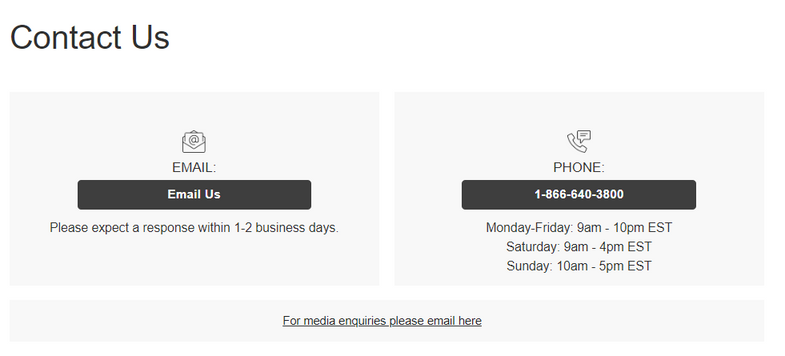 Contact Us
EMAIL:
Email Us
Please expect a response within 1-2 business days.
PHONE:
1-866-640-3800
Monday-Friday: 9am - 10pm EST
Saturday: 9am - 4pm EST
Sunday: 10am - 5pm EST
For media enquiries please email here